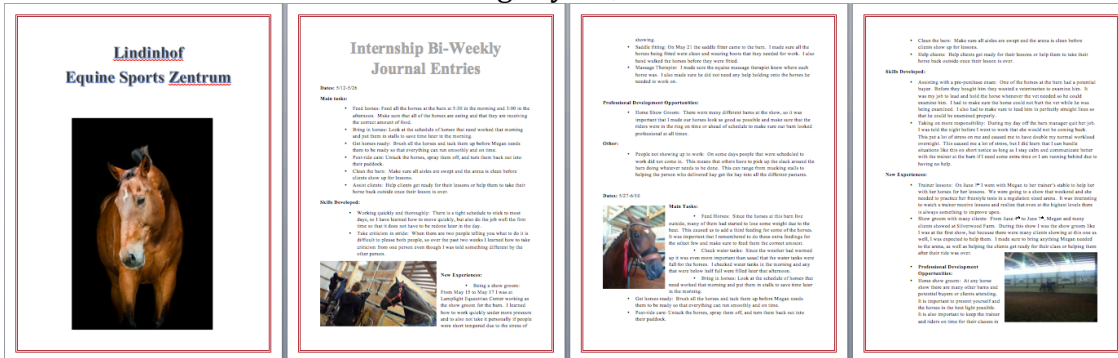 Lindinhof
Equine Sports Zentrum
Internship Bi-Weekly
Journal Entries
Dates: 5/12-5/26
Main tasks:
• Feed horses: Feed all the horses at the barn at 5:30 in the morning and 3:00 in the
afternoon. Make sure that all of the horses are eating and that they are receiving
the correct amount of food.
• Bring in horses: Look at the schedule of horses that need worked that morning
and put them in stalls to save time later in the morning.
• Get horses ready: Brush all the horses and tack them up before Megan needs
them to be ready so that everything can run smoothly and on time.
• Post-ride care: Untack the horses, spray them off, and turn them back out into
their paddock.
• Clean the barn: Make sure all aisles are swept and the arena is clean before
clients show up for lessons.
• Assist clients: Help clients get ready for their lessons or help them to take their
horse back outside once their lesson is over.
Skills Developed:
• Working quickly and thoroughly: There is a tight schedule to stick to most
days, so I have learned how to move quickly, but also do the job well the first
time so that it does not have to be redone later in the day.
• Take criticism in stride: When there are two people telling you what to do it is
difficult to please both people, so over the past two weeks I learned how to take
criticism from one person even though I was told something different by the
other person.
New Experiences:
• Being a show groom:
From May 15 to May 17 I was at
Lamplight Equestrian Center working as
the show groom for the barn. I learned
how to work quickly under more pressure
and to also not take it personally if people
were short tempered due to the stress of
showing.
• Saddle fitting: On May 21 the saddle fitter came to the barn. I made sure all the
horses being fitted were clean and wearing boots that they needed for work. I also
hand walked the horses before they were fitted.
• Massage Therapist: I made sure the equine massage therapist knew where each
horse was. I also made sure he did not need any help holding onto the horses he
needed to work on.
Professional Development Opportunities:
• Horse Show Groom: There were many different barns at the show, so it was
important that I made our horses look as good as possible and make sure that the
riders were in the ring on time or ahead of schedule to make sure our barn looked
professional at all times.
Other:
• People not showing up to work: On some days people that were scheduled to
work did not come in. This means that others have to pick up the slack around the
barn doing whatever needs to be done. This can range from mucking stalls to
helping the person who delivered hay get the hay into all the different pastures.
Dates: 5/27-6/10
Main Tasks:
• Feed Horses: Since the horses at this barn live
outside, many of them had started to lose some weight due to the
heat. This caused us to add a third feeding for some of the horses.
It was important that I remembered to do these extra feedings for
the select few and make sure to feed them the correct amount.
• Check water tanks: Since the weather had warmed
up it was even more important than usual that the water tanks were
full for the horses. I checked water tanks in the morning and any
that were below half full were filled later that afternoon.
• Bring in horses: Look at the schedule of horses that
need worked that morning and put them in stalls to save time later
in the morning.
• Get horses ready: Brush all the horses and tack them up before Megan needs
them to be ready so that everything can run smoothly and on time.
• Post-ride care: Untack the horses, spray them off, and turn them back out into
their paddock.
• Clean the barn: Make sure all aisles are swept and the arena is clean before
clients show up for lessons.
• Help clients: Help clients get ready for their lessons or help them to take their
horse back outside once their lesson is over.
Skills Developed:
• Assisting with a pre-purchase exam: One of the horses at the barn had a potential
buyer. Before they bought him they wanted a veterinarian to examine him. It
was my job to lead and hold the horse whenever the vet needed so he could
examine him. I had to make sure the horse could not hurt the vet while he was
being examined. I also had to make sure to lead him in perfectly straight lines so
that he could be examined properly.
• Taking on more responsibility: During my day off the barn manager quit her job.
I was told the night before I went to work that she would not be coming back.
This put a lot of stress on me and caused me to have double my normal workload
overnight. This caused me a lot of stress, but I did learn that I can handle
situations like this on short notice as long as I stay calm and communicate better
with the trainer at the barn if I need some extra time or I am running behind due to
having no help.
New Experiences:
• Trainer lessons: On June 3rd I went with Megan to her trainer's stable to help her
with her horses for her lessons. We were going to a show that weekend and she
needed to practice her freestyle tests in a regulation sized arena. It was interesting
to watch a trainer receive lessons and realize that even at the highest levels there
is always something to improve upon.
• Show groom with many clients: From June 4th to June 7th, Megan and many
clients showed at Silverwood Farm. During this show I was the show groom like
I was at the first show, but because there were many clients showing at this one as
well, I was expected to help them. I made sure to bring anything Megan needed
to the arena, as well as helping the clients get ready for their class or helping them
after their ride was over.
• Professional Development
Opportunities:
• Horse show groom: At any horse
show there are many other barns and
potential buyers or clients attending.
It is important to present yourself and
the horses in the best light possible.
It is also important to keep the trainer
and riders on time for their classes in